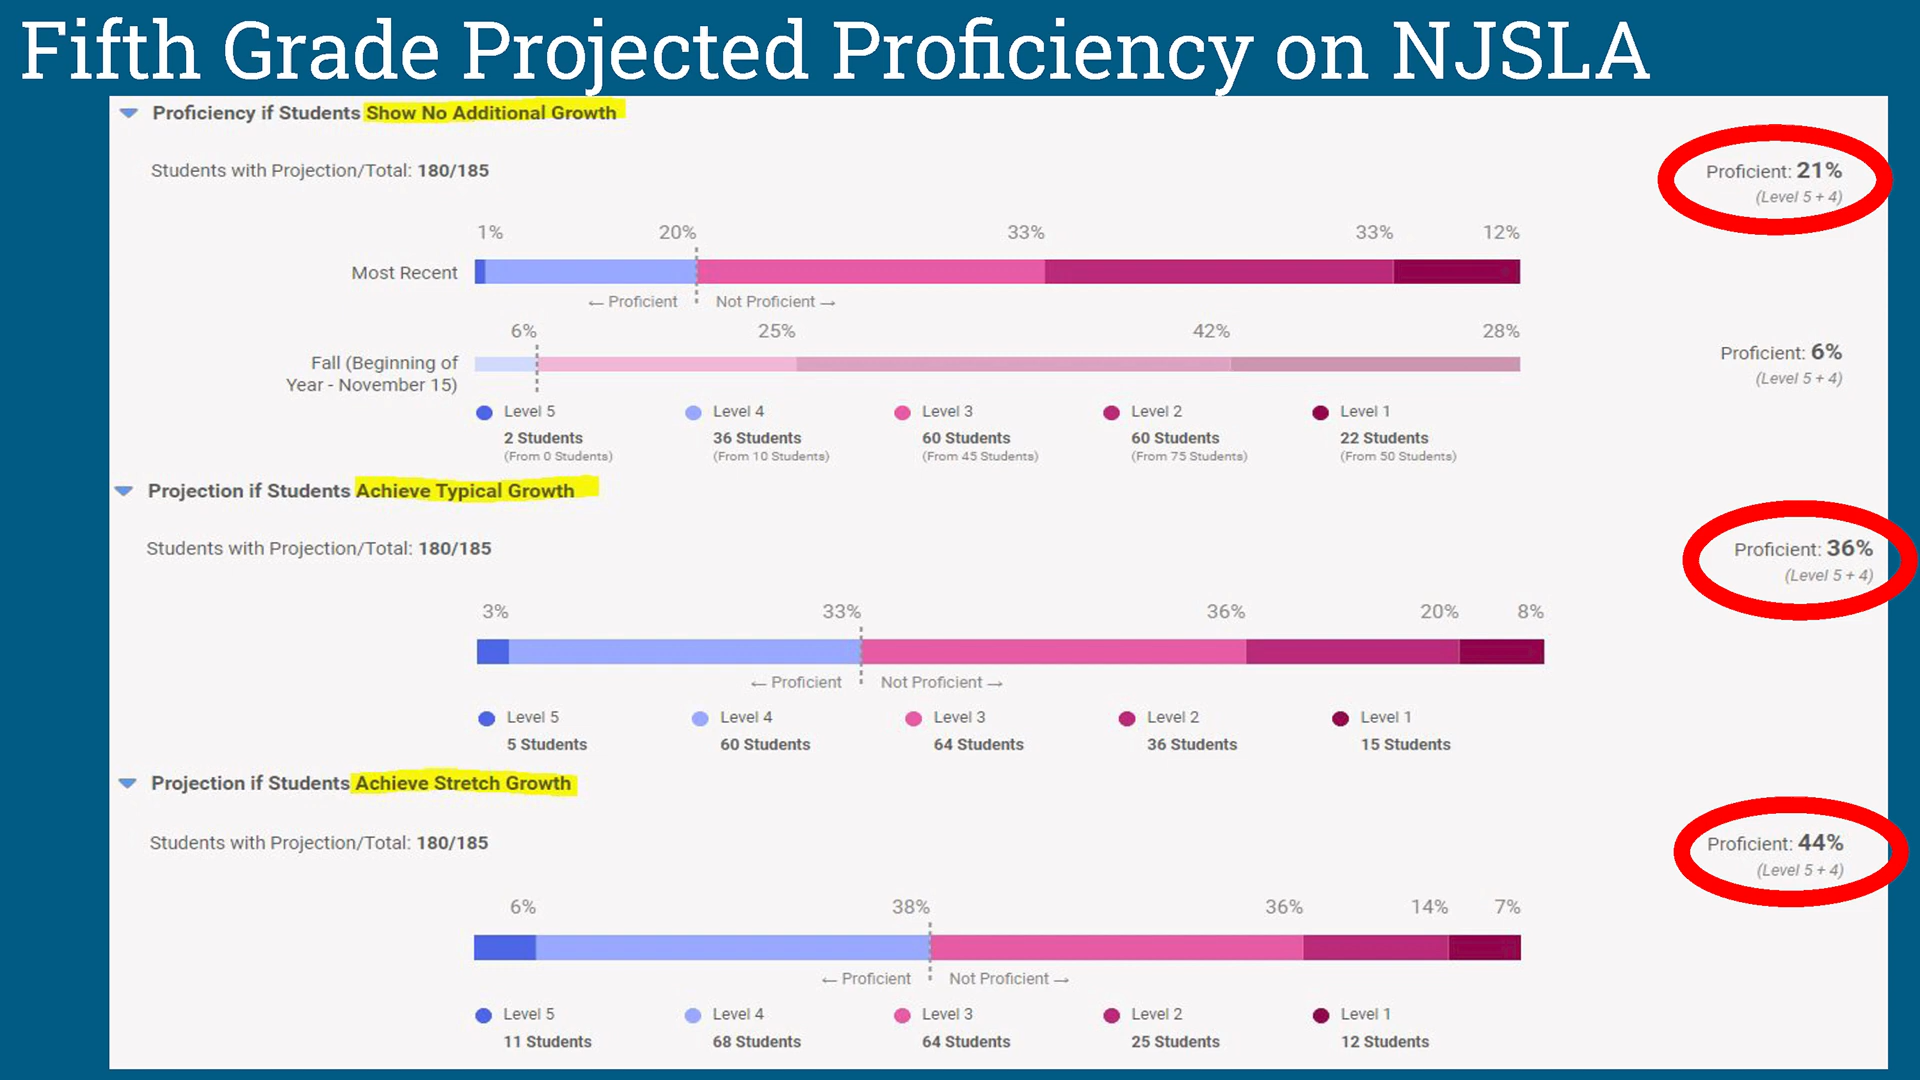 Fifth Grade Projected Proficiency on NJSLA
Proficiency if Students Show No Additional Growth
Students with Projection/Total: 180/185
Proficient: 21%
(Level 5 + 4)
1% 20% 33% 33% 12%
Most Recent
← Proficient Not Proficient →
6% 25% 42% 28%
Fall (Beginning of
Year - November 15)
Proficient: 6%
(Level 5 + 4)
Level 5 Level 4 Level 3 Level 2 Level 1
2 Students 36 Students 60 Students 60 Students 22 Students
(From 0 Students) (From 10 Students) (From 45 Students) (From 75 Students) (From 50 Students)
Projection if Students Achieve Typical Growth
Students with Projection/Total: 180/185
Proficient: 36%
(Level 5 + 4)
3% 33% 36% 20% 8%
← Proficient Not Proficient →
Level 5 Level 4 Level 3 Level 2 Level 1
5 Students 60 Students 64 Students 36 Students 15 Students
Projection if Students Achieve Stretch Growth
Students with Projection/Total: 180/185
Proficient: 44%
(Level 5 + 4)
6% 38% 36% 14% 7%
← Proficient Not Proficient →
Level 5 Level 4 Level 3 Level 2 Level 1
11 Students 68 Students 64 Students 25 Students 12 Students